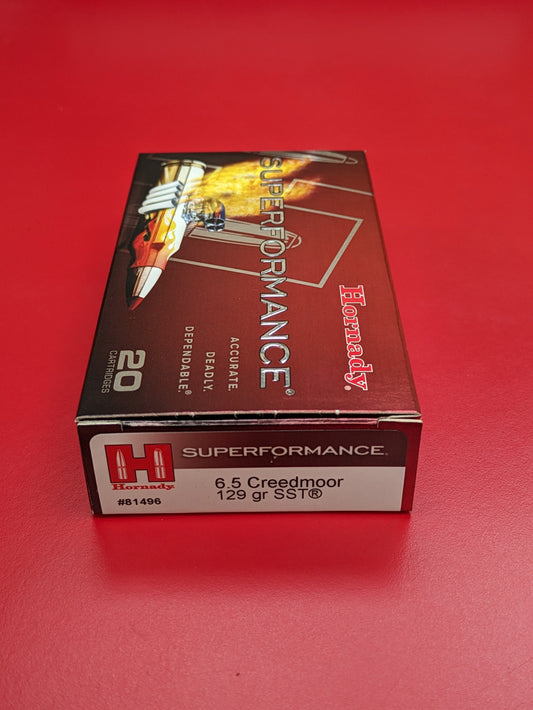 SUPERFORMANCE®
Hornady®
ACCURATE.
DEADLY.
DEPENDABLE.®
20
CARTRIDGES
H
Hornady
#81496
SUPERFORMANCE
6.5 Creedmoor
129 gr SST®